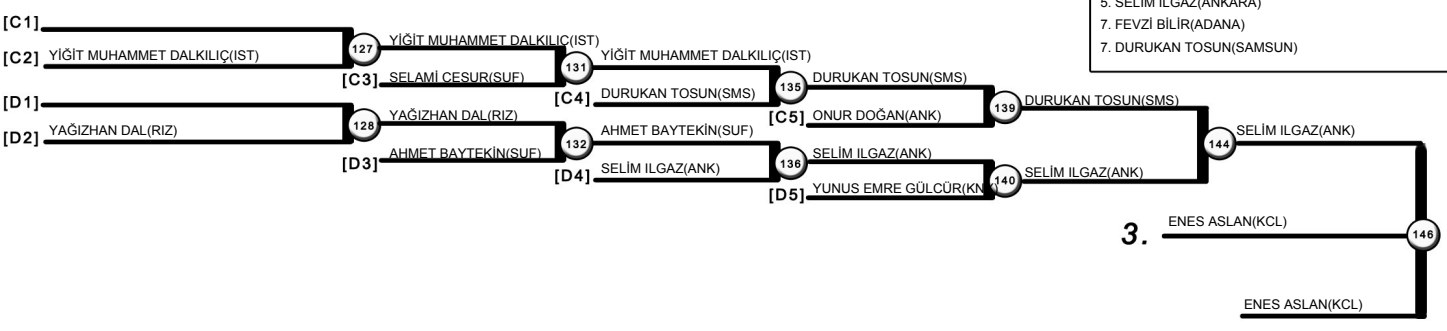 5. SELİM ILGAZ(ANKARA)
7. FEVZİ BİLİR(ADANA)
7. DURUKAN TOSUN(SAMSUN)
[C1]
[C2] YİĞİT MUHAMMET DALKILIÇ(IST)
127
YİĞİT MUHAMMET DALKILIÇ(IST)
[C3] SELAMİ CESUR(SUF)
131
YİĞİT MUHAMMET DALKILIÇ(IST)
[C4] DURUKAN TOSUN(SMS)
135
DURUKAN TOSUN(SMS)
[C5] ONUR DOĞAN(ANK)
139
DURUKAN TOSUN(SMS)
[D1]
[D2] YAĞIZHAN DAL(RIZ)
128
YAĞIZHAN DAL(RIZ)
[D3] AHMET BAYTEKİN(SUF)
132
AHMET BAYTEKİN(SUF)
[D4] SELİM ILGAZ(ANK)
136
SELİM ILGAZ(ANK)
[D5] YUNUS EMRE GÜLCÜR(KNY)
140
SELİM ILGAZ(ANK)
144
SELİM ILGAZ(ANK)
3. ENES ASLAN(KCL)
146
ENES ASLAN(KCL)